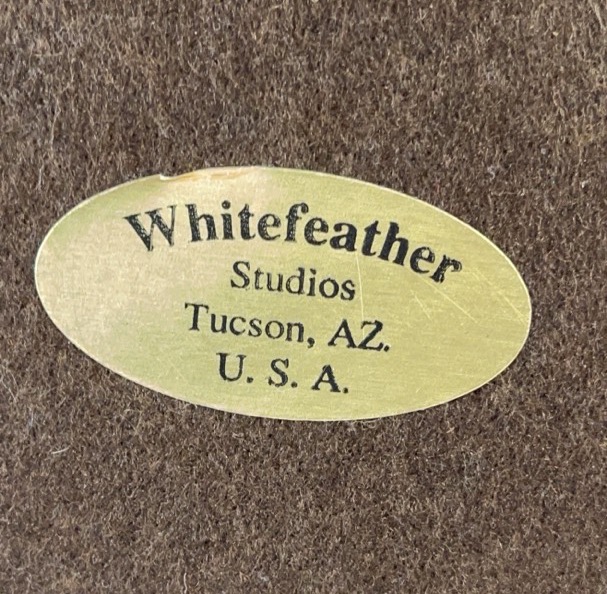 Whitefeather
Studios
Tucson, AZ.
U. S. A.